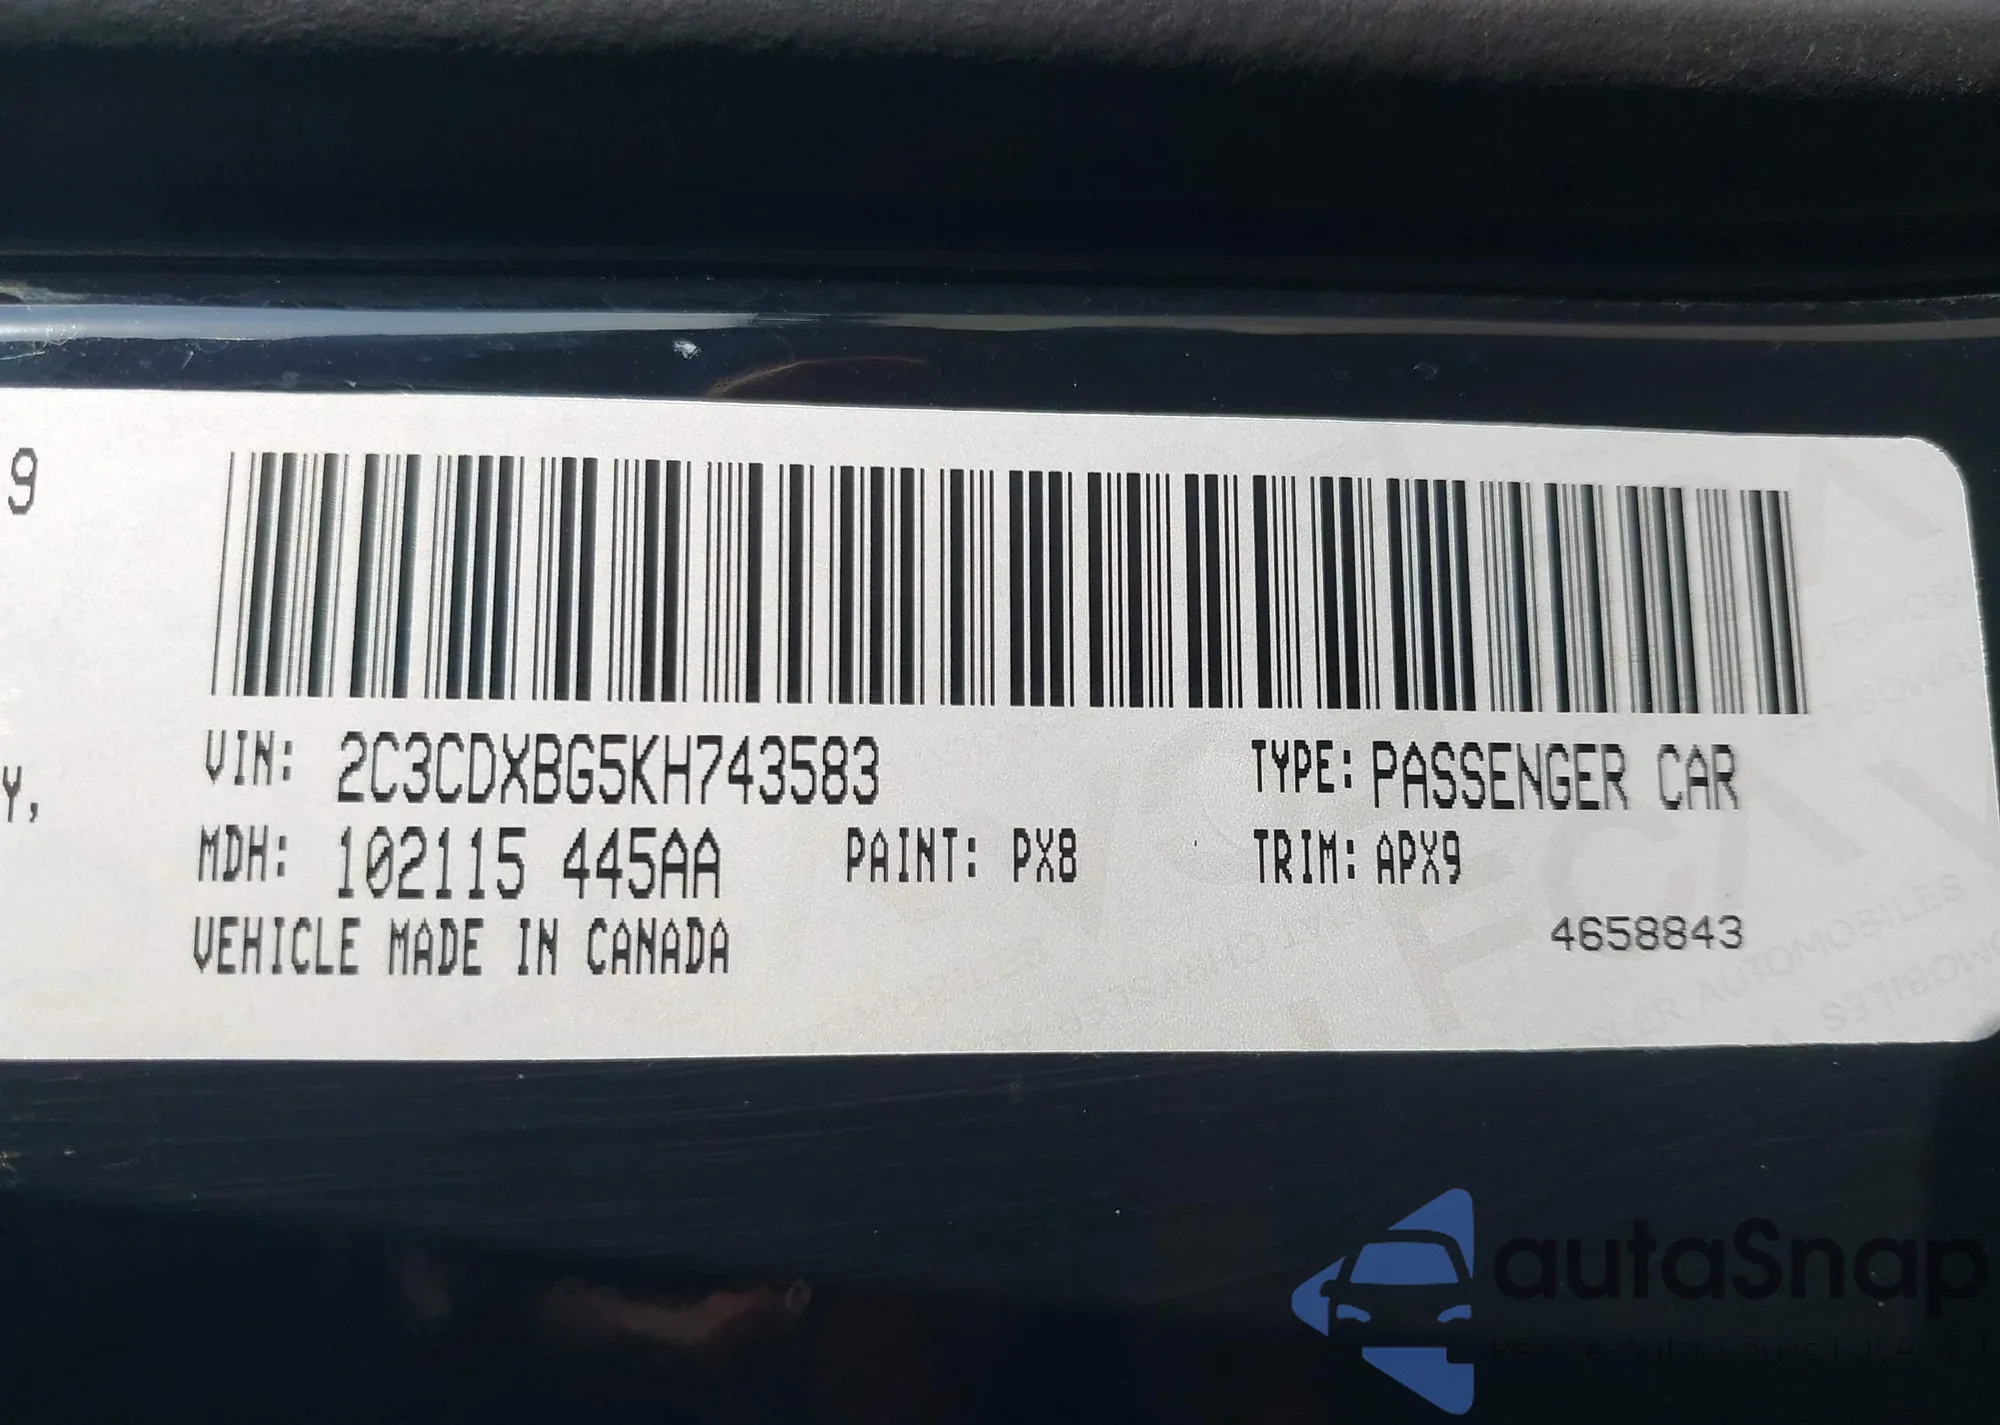 9
Y,
VIN: 2C3CDXBG5KH743583
TYPE: PASSENGER CAR
MDH: 102115 445AA
PAINT: PX8
TRIM: APX9
VEHICLE MADE IN CANADA
4658843
autaSnap